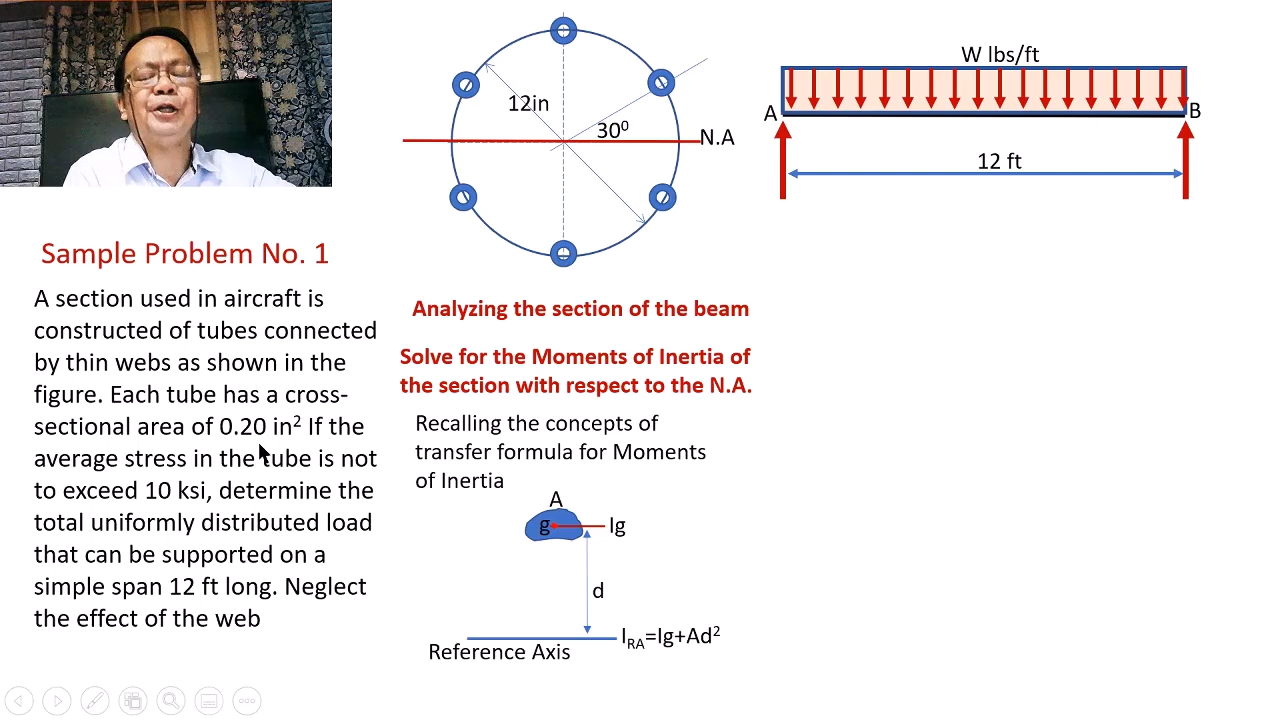 12in
30⁰
N.A
W lbs/ft
A
B
12 ft
Sample Problem No. 1
A section used in aircraft is
constructed of tubes connected
by thin webs as shown in the
figure. Each tube has a cross-
sectional area of 0.20 in² If the
average stress in the tube is not
to exceed 10 ksi, determine the
total uniformly distributed load
that can be supported on a
simple span 12 ft long. Neglect
the effect of the web
Analyzing the section of the beam
Solve for the Moments of Inertia of
the section with respect to the N.A.
Recalling the concepts of
transfer formula for Moments
of Inertia
A
g
Ig
d
I_RA=Ig+Ad²
Reference Axis